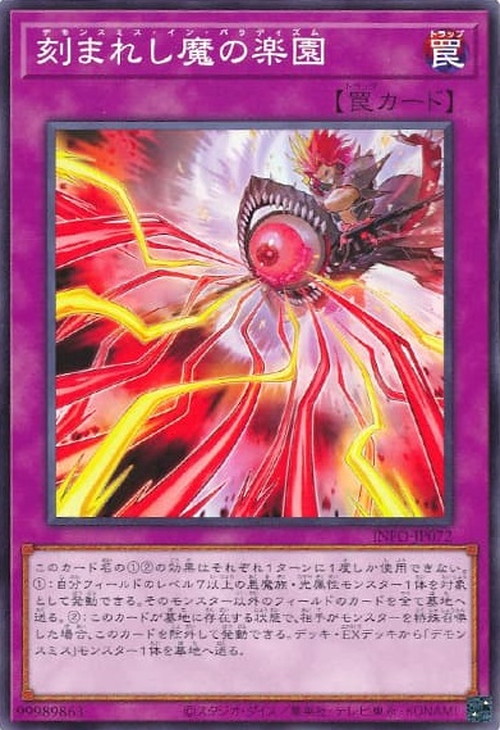 デモンスミス・イン・パラディズム
刻まれし魔の楽園
トラップ
罠
トラップ
【罠カード】
INFO-JP072
このカード名の①②の効果はそれぞれ1ターンに1度しか使用できない。
①:自分フィールドのレベル7以上の悪魔族・光属性モンスター1体を対象
として発動できる。そのモンスター以外のフィールドのカードを全て墓地へ
送る。②:このカードが墓地に存在する状態で、相手がモンスターを特殊召喚
した場合、このカードを除外して発動できる。デッキ・EXデッキから「デモン
スミス」モンスター1体を墓地へ送る。
99989863
©スタジオ・ダイス/集英社・テレビ東京・KONAMI